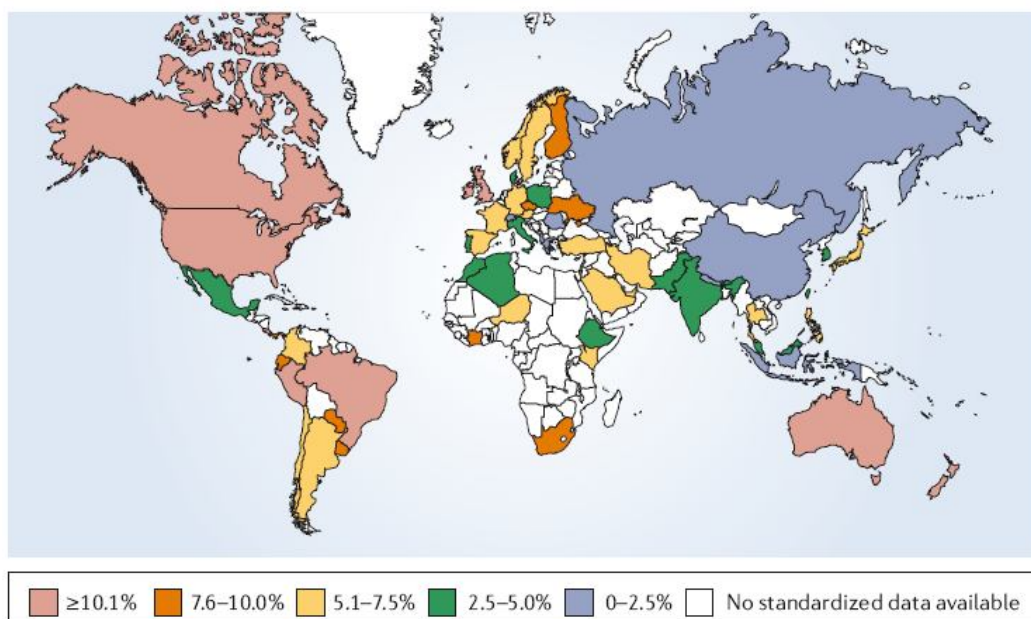 ≥10.1% 7.6–10.0% 5.1–7.5% 2.5–5.0% 0–2.5% No standardized data available